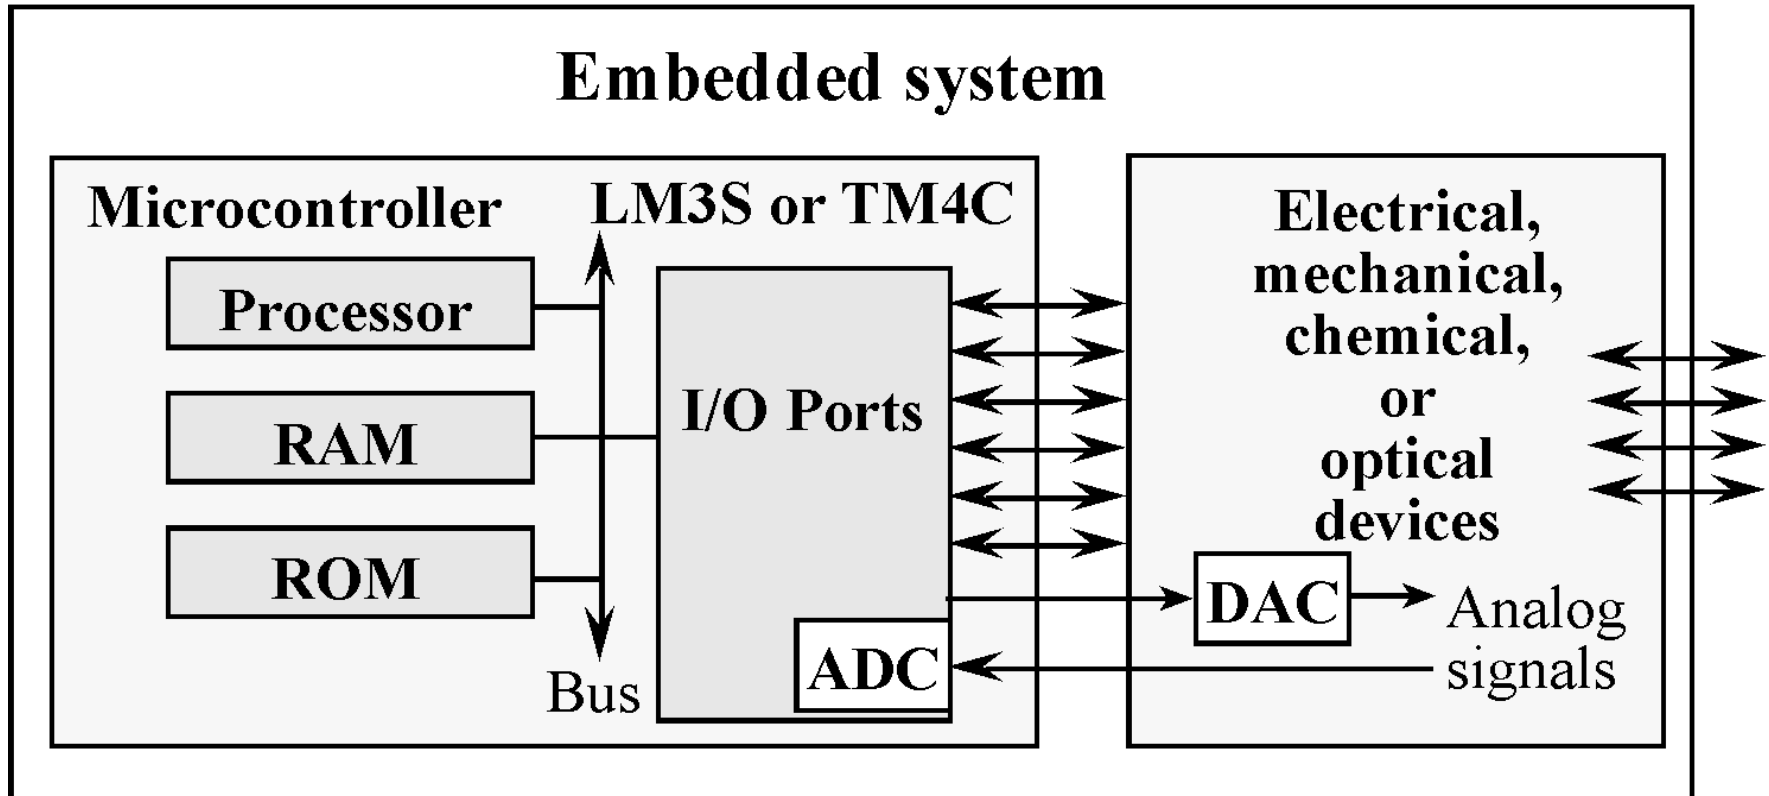 Embedded system
Microcontroller
LM3S or TM4C
Processor
RAM
ROM
Bus
I/O Ports
ADC
Electrical,
mechanical,
chemical,
or
optical
devices
DAC
Analog
signals